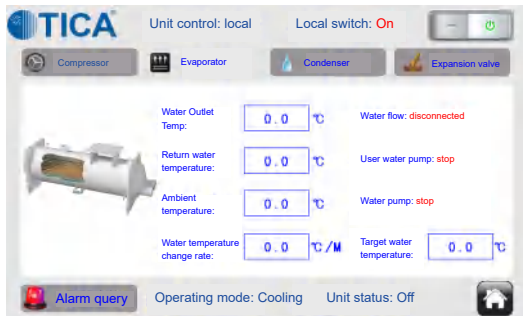 TICA Unit control: local Local switch: On
Compressor Evaporator Condenser Expansion valve
Water Outlet
Temp: 0.0 ℃ Water flow: disconnected
Return water
temperature: 0.0 ℃ User water pump: stop
Ambient
temperature: 0.0 ℃ Water pump: stop
Water temperature
change rate: 0.0 ℃/M Target water
temperature: 0.0 ℃
Alarm query Operating mode: Cooling Unit status: Off